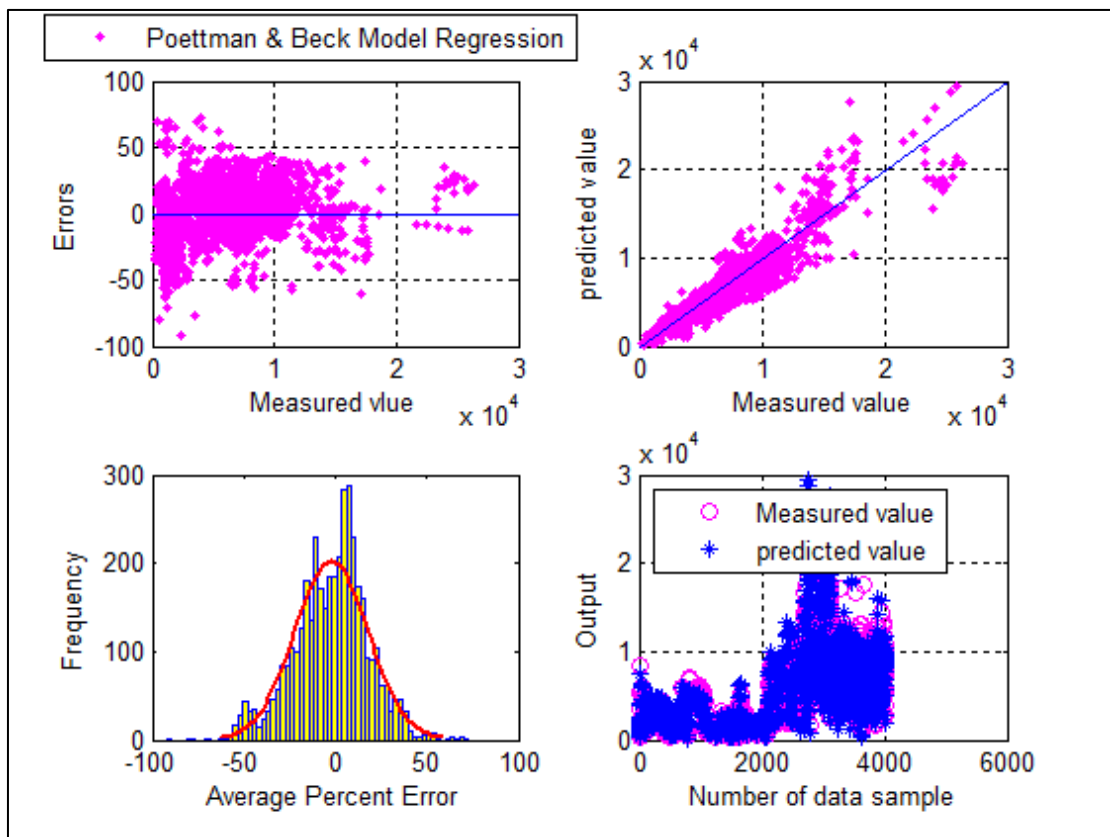 Poettman & Beck Model Regression
Errors
100
50
0
-50
-100
0 1 2 3
Measured vlue
x 10^4
x 10^4
predicted value
3
2
1
0
0 1 2 3
Measured value
x 10^4
Frequency
300
200
100
0
-100 -50 0 50 100
Average Percent Error
x 10^4
Output
3
2
1
0
Measured value
predicted value
0 2000 4000 6000
Number of data sample